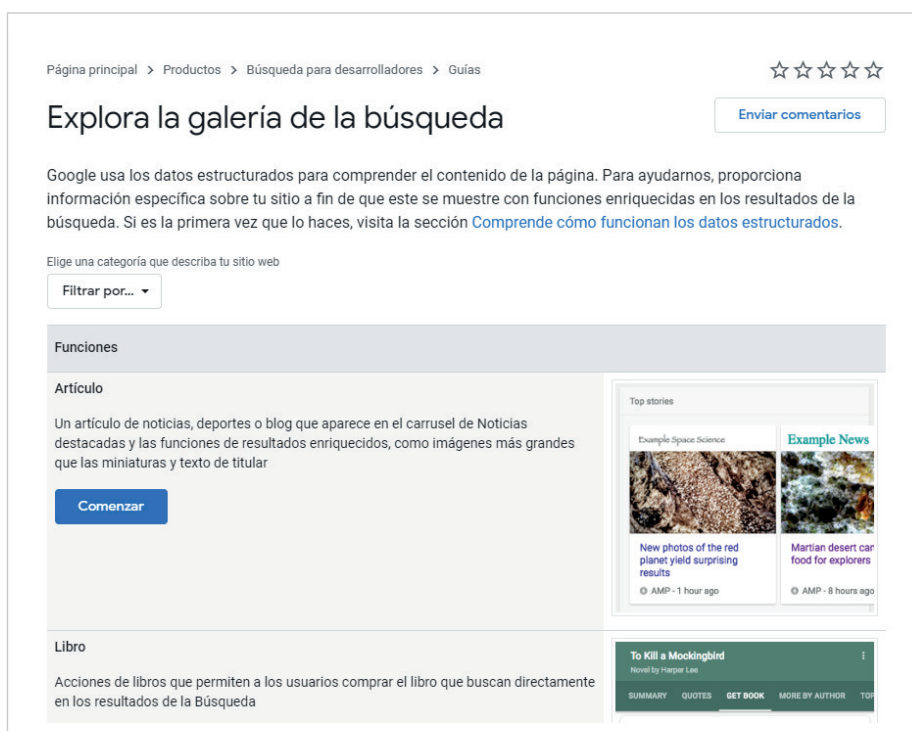 Página principal > Productos > Búsqueda para desarrolladores > Guías
Explora la galería de la búsqueda
Enviar comentarios
Google usa los datos estructurados para comprender el contenido de la página. Para ayudarnos, proporciona
información específica sobre tu sitio a fin de que este se muestre con funciones enriquecidas en los resultados de la
búsqueda. Si es la primera vez que lo haces, visita la sección Comprende cómo funcionan los datos estructurados.
Elige una categoría que describa tu sitio web
Filtrar por...
Funciones
Artículo
Un artículo de noticias, deportes o blog que aparece en el carrusel de Noticias
destacadas y las funciones de resultados enriquecidos, como imágenes más grandes
que las miniaturas y texto de titular
Comenzar
Top stories
Example Space Science
New photos of the red
planet yield surprising
results
AMP - 1 hour ago
Example News
Martian desert can
food for explorers
AMP - 8 hours ago
Libro
Acciones de libros que permiten a los usuarios comprar el libro que buscan directamente
en los resultados de la Búsqueda
To Kill a Mockingbird
Novel by Harper Lee
SUMMARY QUOTES GET BOOK MORE BY AUTHOR TOP